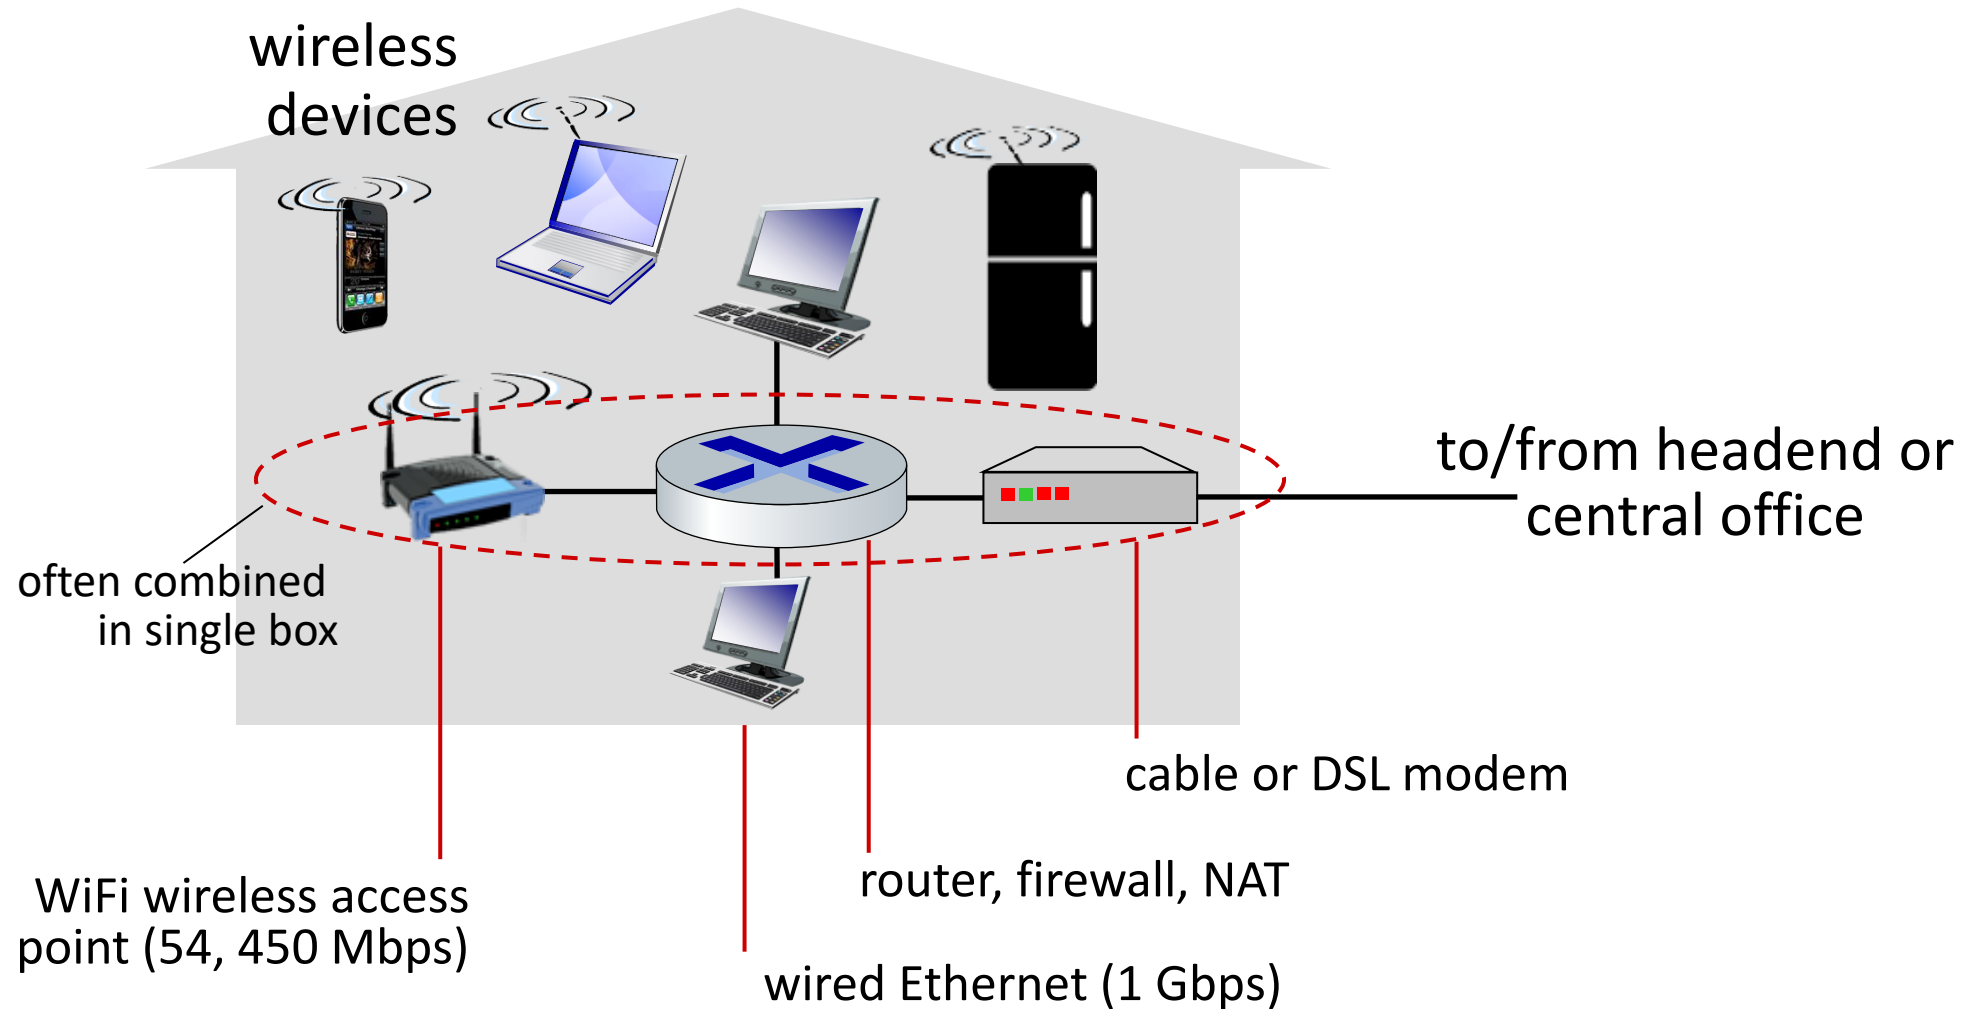 wireless
devices
to/from headend or
central office
often combined
in single box
cable or DSL modem
router, firewall, NAT
WiFi wireless access
point (54, 450 Mbps)
wired Ethernet (1 Gbps)